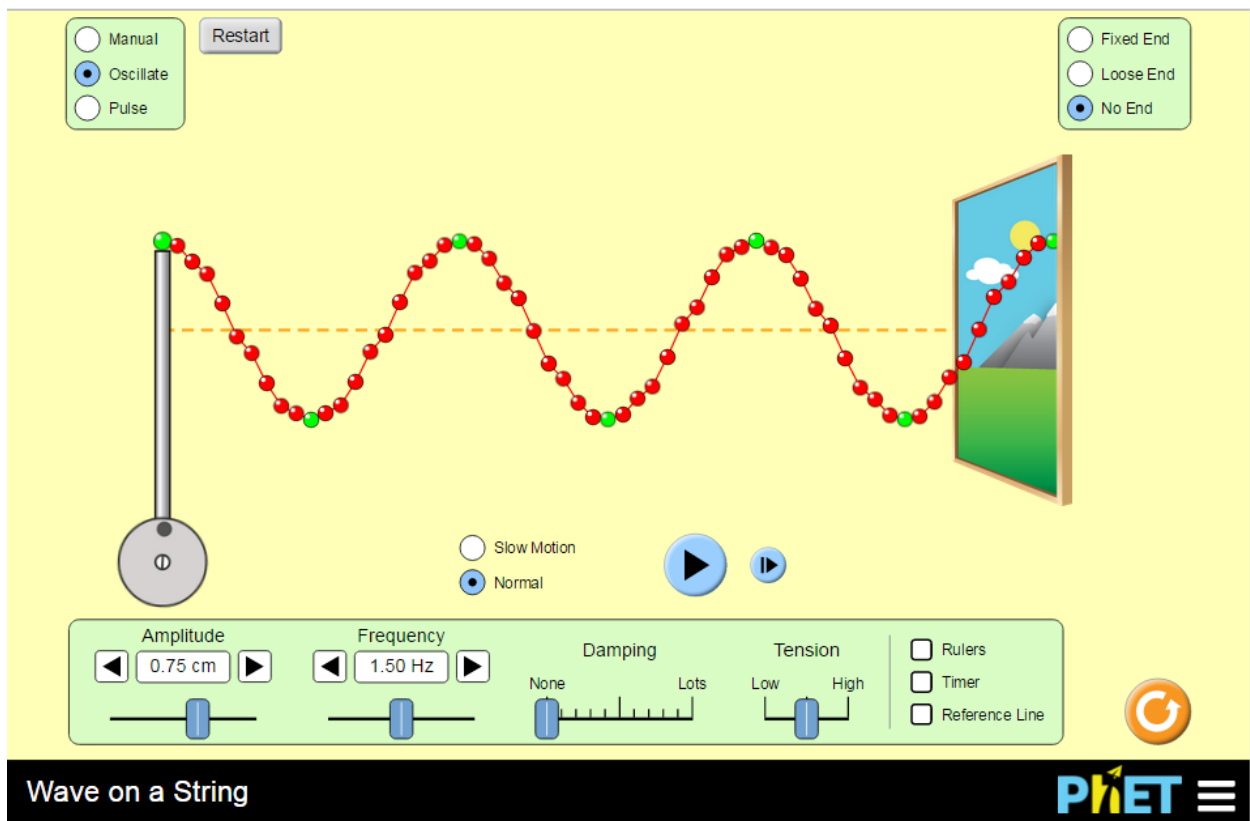 Manual
Oscillate
Pulse
Restart
Fixed End
Loose End
No End
Slow Motion
Normal
Amplitude
0.75 cm
Frequency
1.50 Hz
Damping
None
Lots
Tension
Low
High
Rulers
Timer
Reference Line
Wave on a String
PhET